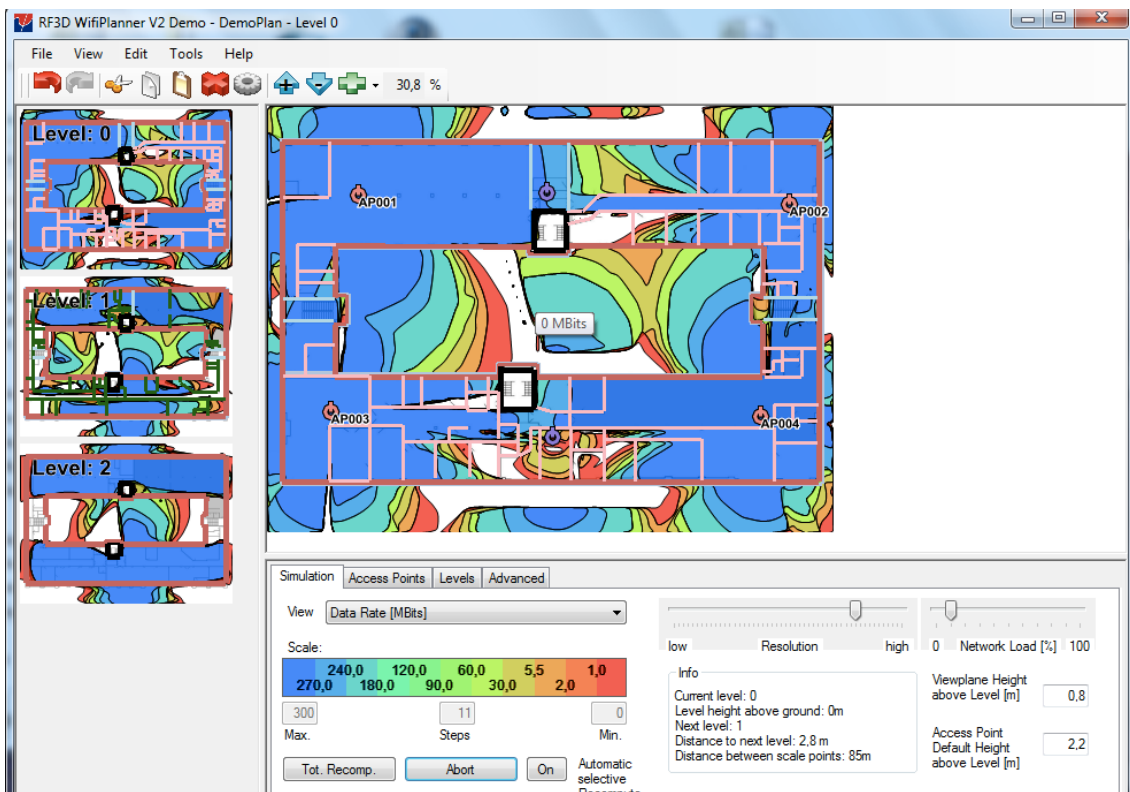 RF3D WifiPlanner V2 Demo - DemoPlan - Level 0
File View Edit Tools Help
30,8 %
Level: 0
Level: 1
Level: 2
AP001
AP002
0 MBits
AP003
AP004
Simulation Access Points Levels Advanced
View Data Rate [MBits]
Scale:
240,0 120,0 60,0 5,5 1,0
270,0 180,0 90,0 30,0 2,0
300 11 0
Max. Steps Min.
Tot. Recomp. Abort On Automatic
selective
Recompute
low Resolution high
0 Network Load [%] 100
Info
Current level: 0
Level height above ground: 0m
Next level: 1
Distance to next level: 2,8 m
Distance between scale points: 85m
Viewplane Height
above Level [m] 0,8
Access Point
Default Height
above Level [m] 2,2